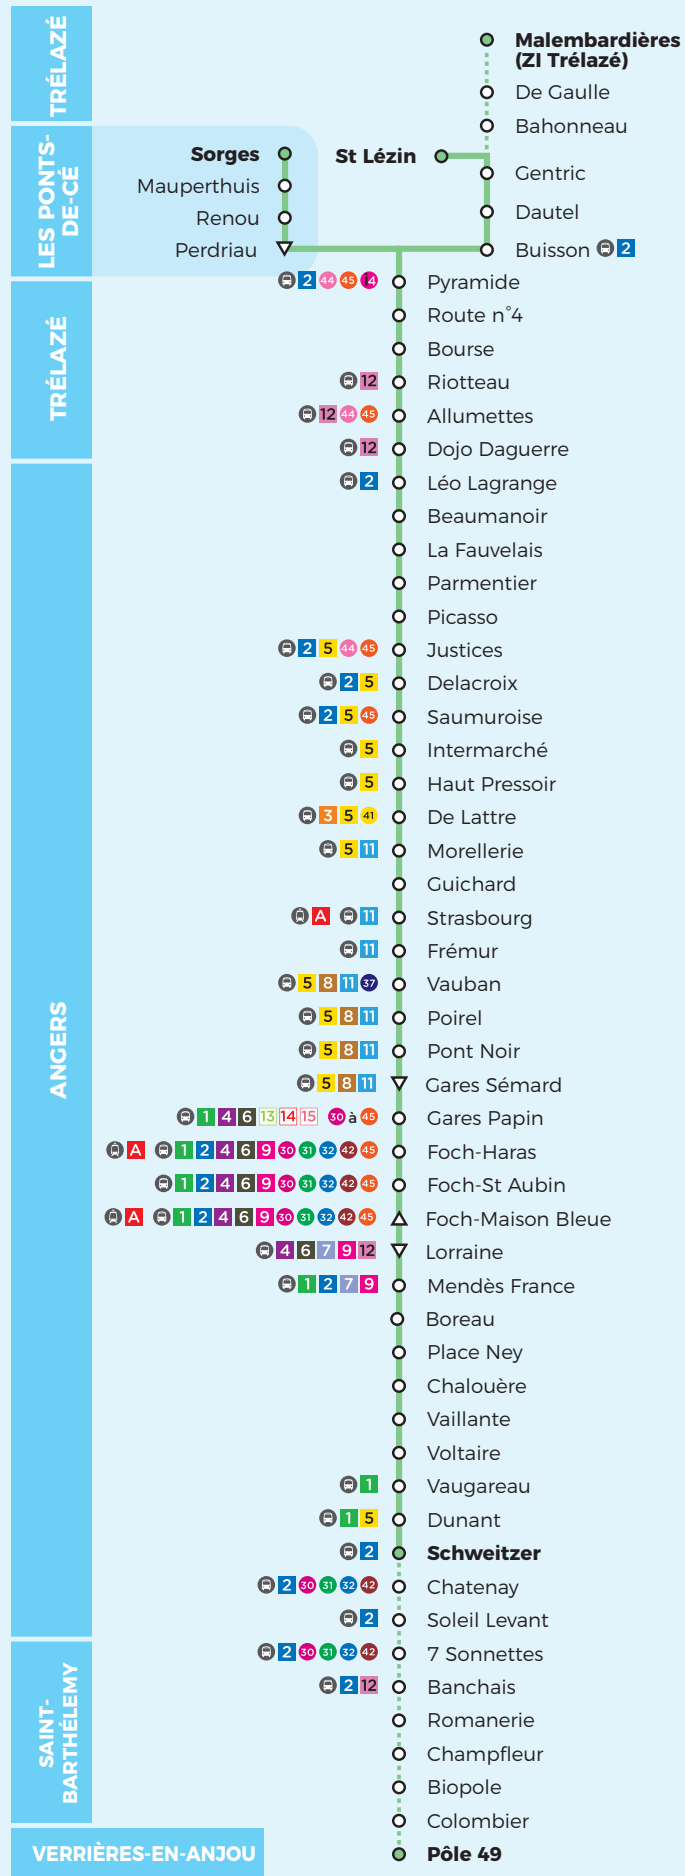 TRÉLAZÉ
Malembardières
(ZI Trélazé)
De Gaulle
Bahonneau
LES PONTS-
DE-CÉ
Sorges
Mauperthuis
Renou
Perdriau
St Lézin
Gentric
Dautel
Buisson 2
TRÉLAZÉ
2 44 45 i4 Pyramide
Route n°4
Bourse
12 Riotteau
12 44 45 Allumettes
12 Dojo Daguerre
ANGERS
2 Léo Lagrange
Beaumanoir
La Fauvelais
Parmentier
Picasso
2 5 44 45 Justices
2 5 Delacroix
2 5 45 Saumuroise
5 Intermarché
5 Haut Pressoir
3 5 41 De Lattre
5 11 Morellerie
Guichard
A 11 Strasbourg
11 Frémur
5 8 11 37 Vauban
5 8 11 Poirel
5 8 11 Pont Noir
5 8 11 Gares Sémard
1 4 6 13 14 15 30 à 45 Gares Papin
A 1 2 4 6 9 30 31 32 42 45 Foch-Haras
1 2 4 6 9 30 31 32 42 45 Foch-St Aubin
A 1 2 4 6 9 30 31 32 42 45 Foch-Maison Bleue
4 6 7 9 12 Lorraine
1 2 7 9 Mendès France
Boreau
Place Ney
Chalouère
Vaillante
Voltaire
1 Vaugareau
1 5 Dunant
2 Schweitzer
2 30 31 32 42 Chatenay
2 Soleil Levant
SAINT-
BARTHÉLEMY
2 30 31 32 42 7 Sonnettes
2 12 Banchais
Romanerie
Champfleur
Biopole
Colombier
VERRIÈRES-EN-ANJOU
Pôle 49